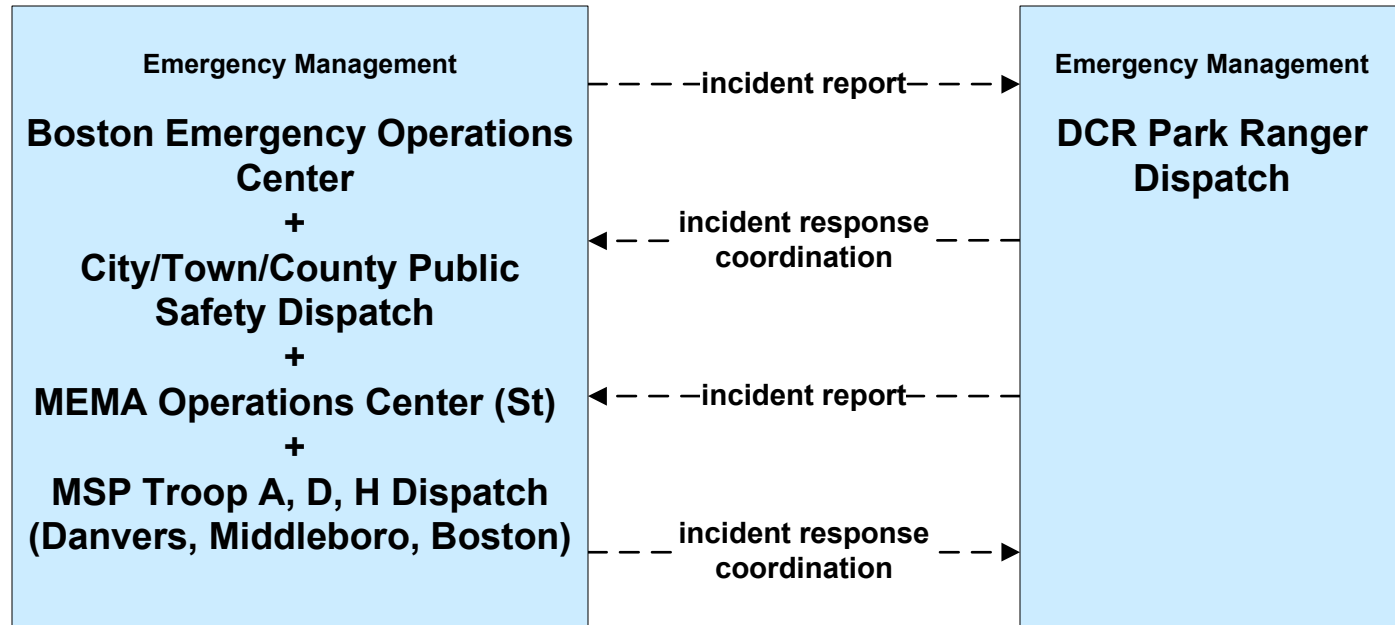 Emergency Management
Boston Emergency Operations
Center
+
City/Town/County Public
Safety Dispatch
+
MEMA Operations Center (St)
+
MSP Troop A, D, H Dispatch
(Danvers, Middleboro, Boston)
incident report
incident response
coordination
incident report
incident response
coordination
Emergency Management
DCR Park Ranger
Dispatch